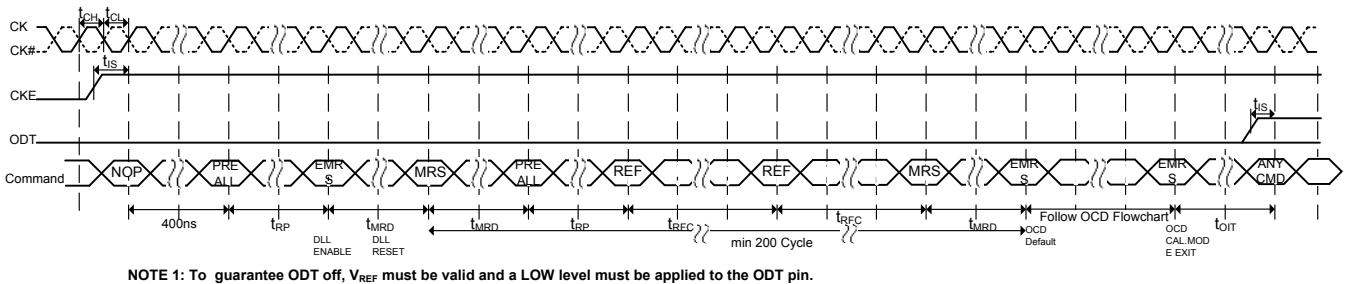 tCH tCL
CK
CK#
tIS
CKE
tIS
ODT
Command NOP PRE ALL EMR S MRS PRE ALL REF REF MRS EMR S EMR S ANY CMD
400ns tRP tMRD tMRD tRP tRFC tRFC tMRD Follow OCD Flowchart tOIT
DLL ENABLE
DLL RESET
min 200 Cycle
OCD Default
OCD CAL.MOD E EXIT
NOTE 1: To guarantee ODT off, VREF must be valid and a LOW level must be applied to the ODT pin.